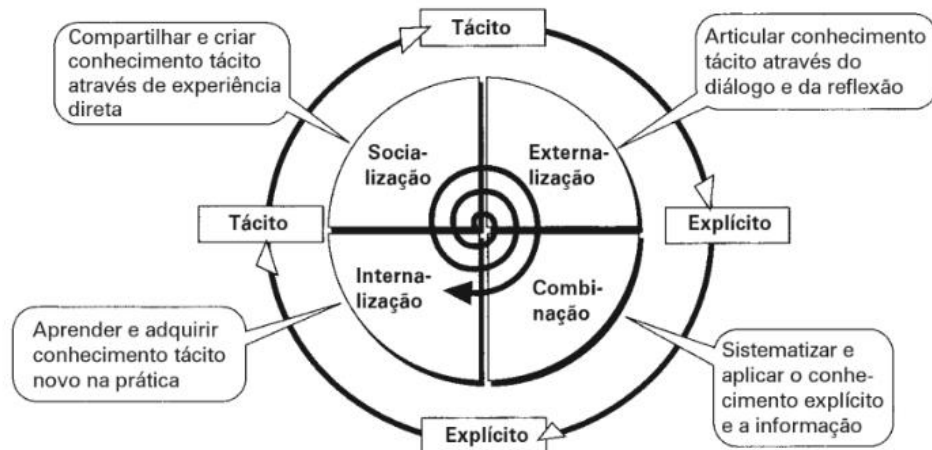 Tácito
Compartilhar e criar
conhecimento tácito
através de experiência
direta
Articular conhecimento
tácito através do
diálogo e da reflexão
Socia-
lização
Externa-
lização
Tácito
Explícito
Interna-
lização
Combi-
nação
Aprender e adquirir
conhecimento tácito
novo na prática
Sistematizar e
aplicar o conhe-
cimento explícito
e a informação
Explícito